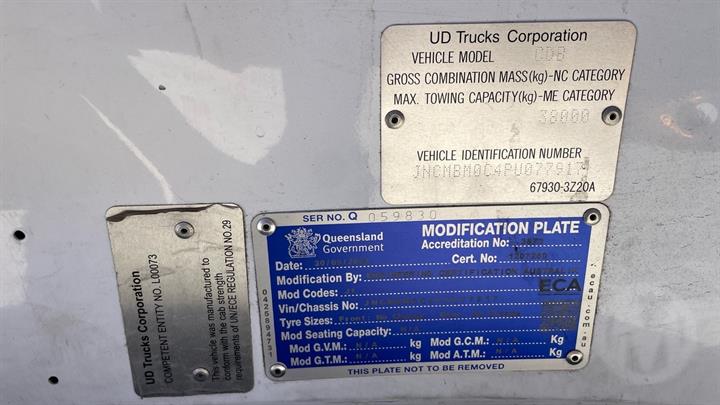 UD Trucks Corporation
VEHICLE MODEL CDB
GROSS COMBINATION MASS(kg)-NC CATEGORY
MAX. TOWING CAPACITY(kg)-ME CATEGORY
38000
VEHICLE IDENTIFICATION NUMBER
67930-3Z20A
UD Trucks Corporation
COMPETENT ENTITY NO. L00073
This vehicle was manufactured to
conform with the cab strength
requirements of UN/ECE REGULATION NO.29
SER NO. Q 059830
Queensland
Government
MODIFICATION PLATE
Accreditation No.:
Cert. No.:
Date:
Modification By: CERTIFICATION AUSTRALIA
ECA
Mod Codes:
Vin/Chassis No:
Tyre Sizes:
Mod Seating Capacity: N/A
Mod G.V.M: N/A kg Mod G.C.M: N/A Kg
Mod G.T.M: N/A kg Mod A.T.M: N/A Kg
THIS PLATE NOT TO BE REMOVED
0425894731